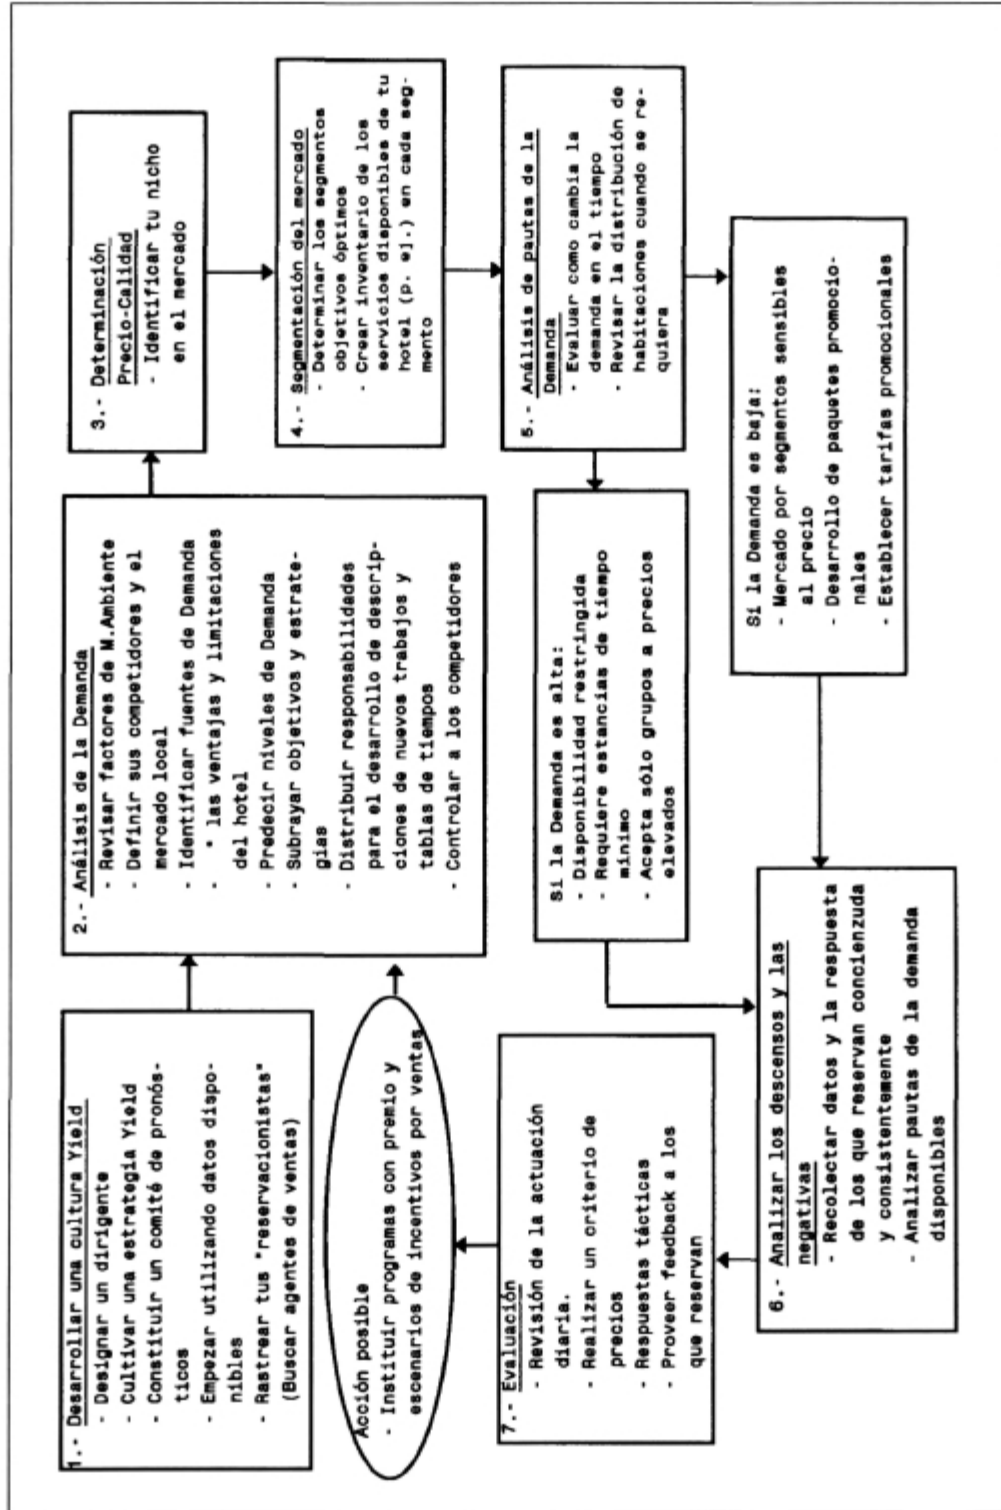 1.- Desarrollar una cultura Yield
- Designar un dirigente
- Cultivar una estrategia Yield
- Constituir un comité de pronós-
ticos
- Empezar utilizando datos dispo-
nibles
- Rastrear tus "reservacionistas"
(Buscar agentes de ventas)
2.- Análisis de la Demanda
- Revisar factores de M.Ambiente
- Definir sus competidores y el
mercado local
- Identificar fuentes de Demanda
- " las ventajas y limitaciones
del hotel
- Predecir niveles de Demanda
- Subrayar objetivos y estrate-
gias
- Distribuir responsabilidades
para el desarrollo de descrip-
ciones de nuevos trabajos y
tablas de tiempos
- Controlar a los competidores
3.- Determinación
Precio-Calidad
- Identificar tu nicho
en el mercado
4.- Segmentación del mercado
- Determinar los segmentos
objetivos óptimos
- Crear inventario de los
servicios disponibles de tu
hotel (p. ej.) en cada seg-
mento
5.- Análisis de pautas de la
Demanda
- Evaluar como cambia la
demanda en el tiempo
- Revisar la distribución de
habitaciones cuando se re-
quiera
Si la Demanda es alta:
- Disponibilidad restringida
- Requiere estancias de tiempo
mínimo
- Acepta sólo grupos a precios
elevados
Si la Demanda es baja:
- Mercado por segmentos sensibles
al precio
- Desarrollo de paquetes promocio-
nales
- Establecer tarifas promocionales
6.- Analizar los descensos y las
negativas
- Recolectar datos y la respuesta
de los que reservan concienzuda
y consistentemente
- Analizar pautas de la demanda
disponibles
7.- Evaluación
- Revisión de la actuación
diaria.
- Realizar un criterio de
precios
- Respuestas tácticas
- Proveer feedback a los
que reservan
Acción posible
- Instituir programas con premio y
escenarios de incentivos por ventas